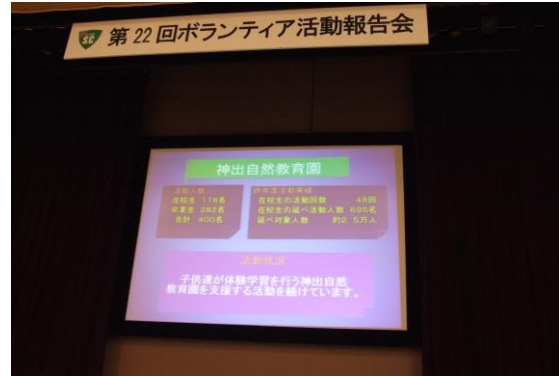 SC 第22回ボランティア活動報告会
神出自然教育園
活動人数
在校生 118名
卒業生 282名
合計 400名
昨年度活動実績
在校生の活動回数 48回
在校生の延べ活動人数 695名
延べ対象人数 約2.5万人
活動状況
子供達が体験学習を行う神出自然
教育園を支援する活動を続けています。